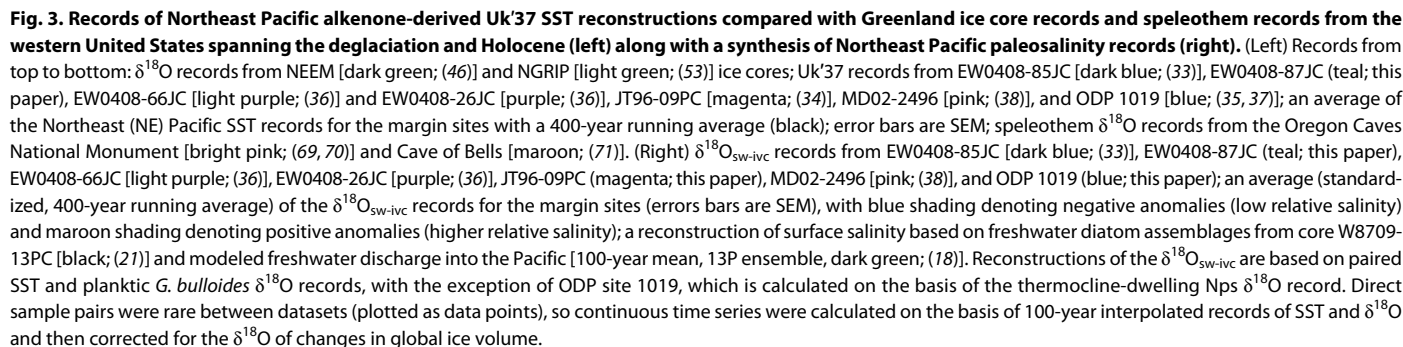 Fig. 3. Records of Northeast Pacific alkenone-derived Uk′37 SST reconstructions compared with Greenland ice core records and speleothem records from the
western United States spanning the deglaciation and Holocene (left) along with a synthesis of Northeast Pacific paleosalinity records (right). (Left) Records from
top to bottom: δ¹⁸O records from NEEM [dark green; (46)] and NGRIP [light green; (53)] ice cores; Uk′37 records from EW0408-85JC [dark blue; (33)], EW0408-87JC (teal; this
paper), EW0408-66JC [light purple; (36)] and EW0408-26JC [purple; (36)], JT96-09PC [magenta; (34)], MD02-2496 [pink; (38)], and ODP 1019 [blue; (35, 37)]; an average of
the Northeast (NE) Pacific SST records for the margin sites with a 400-year running average (black); error bars are SEM; speleothem δ¹⁸O records from the Oregon Caves
National Monument [bright pink; (69, 70)] and Cave of Bells [maroon; (71)]. (Right) δ¹⁸Osw-ivc records from EW0408-85JC [dark blue; (33)], EW0408-87JC (teal; this paper),
EW0408-66JC [light purple; (36)], EW0408-26JC [purple; (36)], JT96-09PC (magenta; this paper), MD02-2496 [pink; (38)], and ODP 1019 (blue; this paper); an average (standard-
ized, 400-year running average) of the δ¹⁸Osw-ivc records for the margin sites (errors bars are SEM), with blue shading denoting negative anomalies (low relative salinity)
and maroon shading denoting positive anomalies (higher relative salinity); a reconstruction of surface salinity based on freshwater diatom assemblages from core W8709-
13PC [black; (21)] and modeled freshwater discharge into the Pacific [100-year mean, 13P ensemble, dark green; (18)]. Reconstructions of the δ¹⁸Osw-ivc are based on paired
SST and planktic G. bulloides δ¹⁸O records, with the exception of ODP site 1019, which is calculated on the basis of the thermocline-dwelling Nps δ¹⁸O record. Direct
sample pairs were rare between datasets (plotted as data points), so continuous time series were calculated on the basis of 100-year interpolated records of SST and δ¹⁸O
and then corrected for the δ¹⁸O of changes in global ice volume.